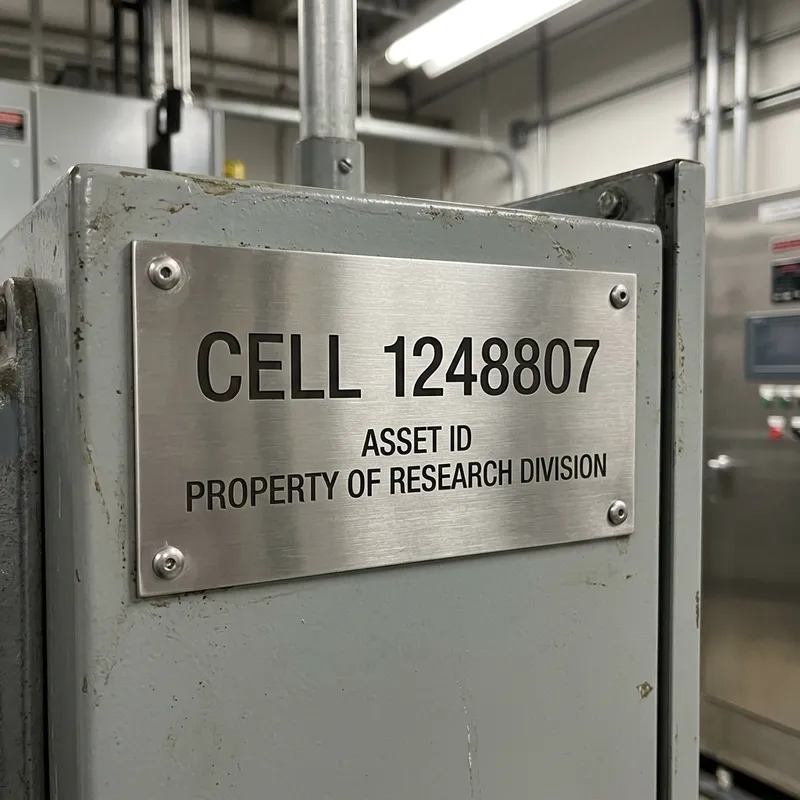 CELL 1248807
ASSET ID
PROPERTY OF RESEARCH DIVISION